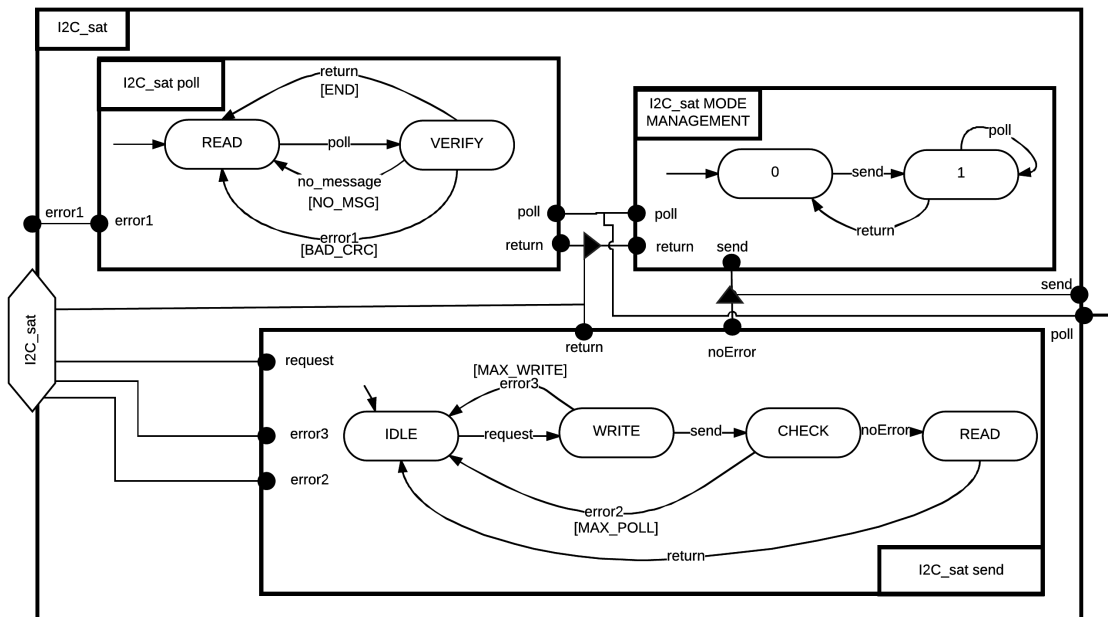 I2C_sat
I2C_sat poll
return
[END]
READ
poll
VERIFY
no_message
[NO_MSG]
error1
[BAD_CRC]
error1
error1
poll
return
I2C_sat MODE
MANAGEMENT
0
send
1
poll
return
poll
return
send
send
poll
I2C_sat
return
noError
request
error3
error2
[MAX_WRITE]
error3
IDLE
request
WRITE
send
CHECK
noError
READ
error2
[MAX_POLL]
return
I2C_sat send